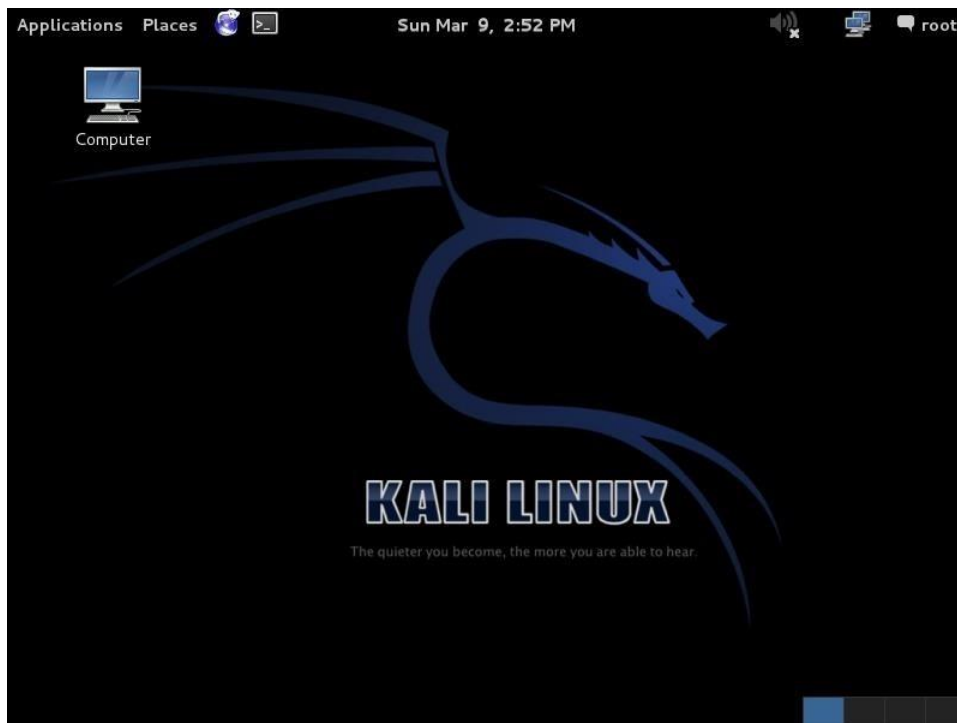 Applications Places Sun Mar 9, 2:52 PM root
Computer
KALI LINUX
The quieter you become, the more you are able to hear.